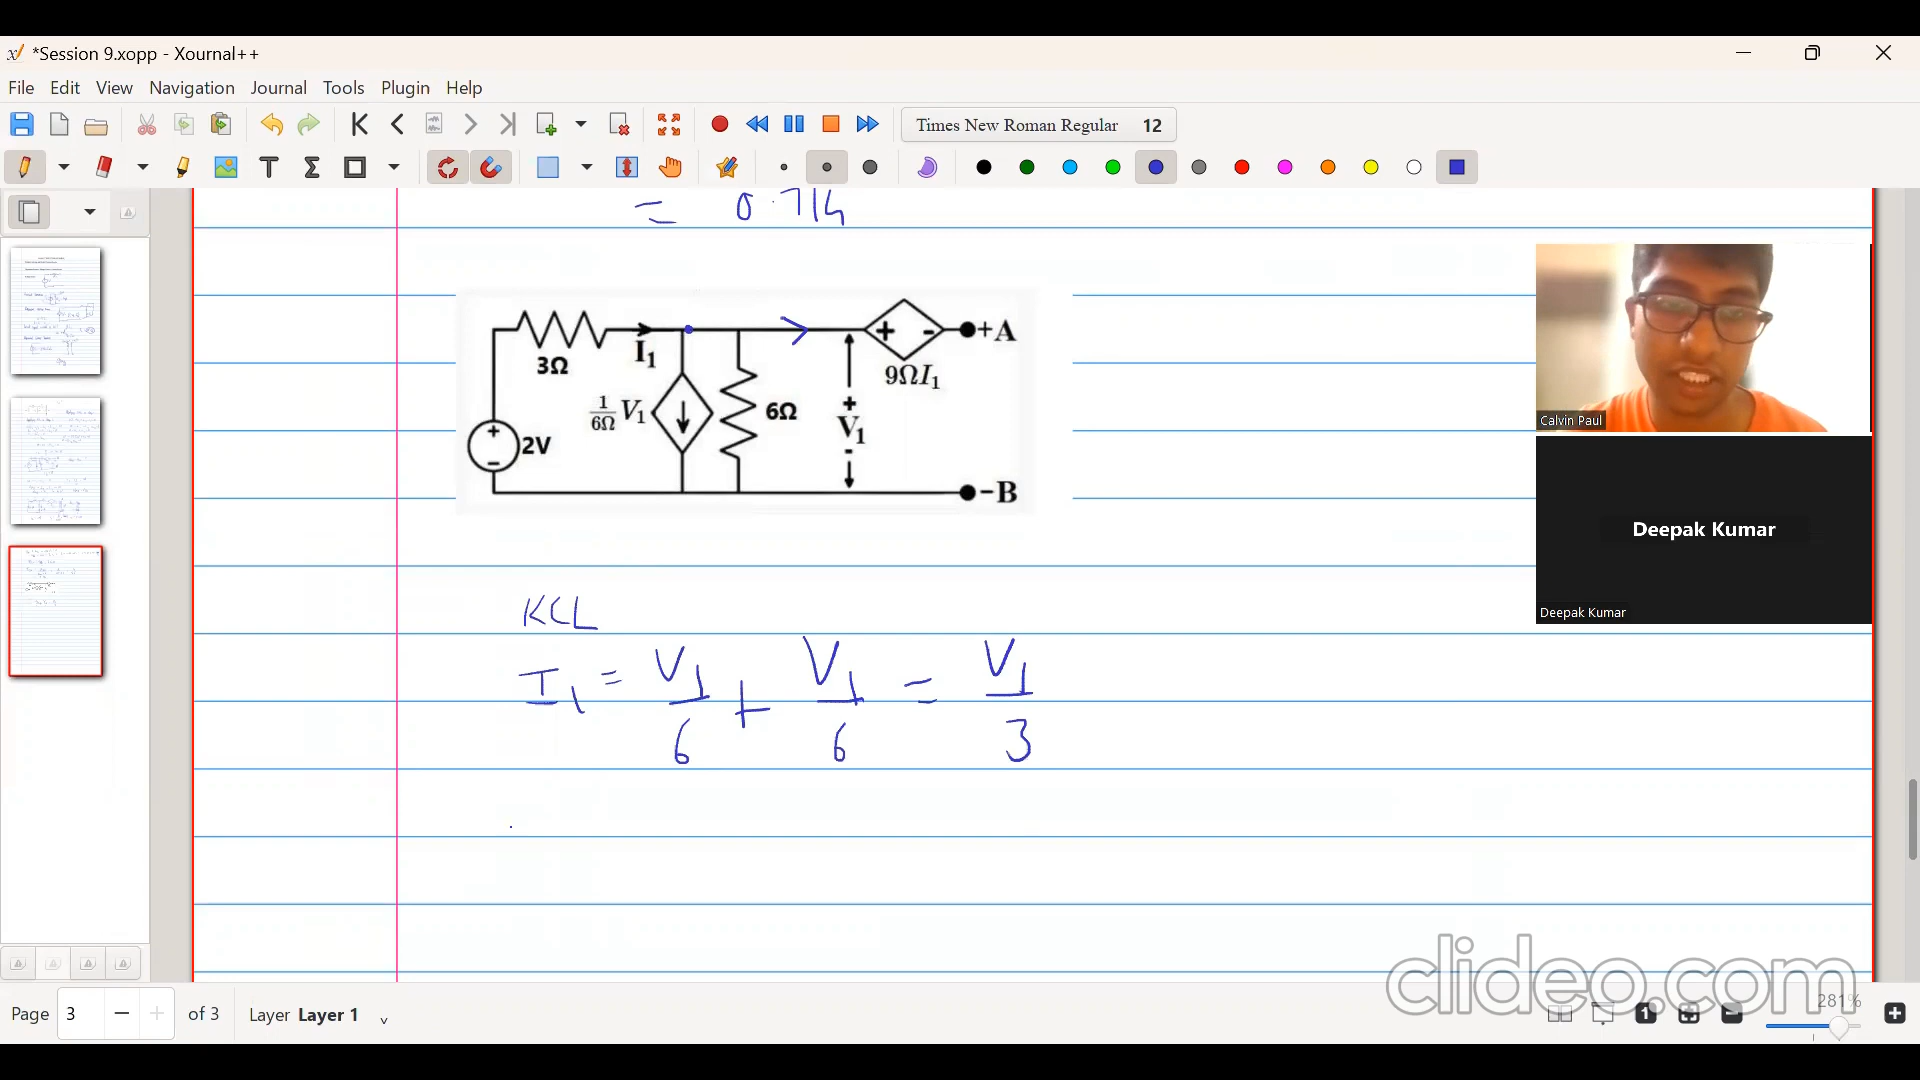 *Session 9.xopp - Xournal++
File Edit View Navigation Journal Tools Plugin Help
Times New Roman Regular 12
= 0.714
3Ω
I₁
1/6Ω V₁
6Ω
2V
+ V₁ -
+ -
9ΩI₁
+A
-B
KCL
I₁ = V₁/6 + V₁/6 = V₁/3
Calvin Paul
Deepak Kumar
Deepak Kumar
clideo.com
Page 3 of 3 Layer Layer 1
281%